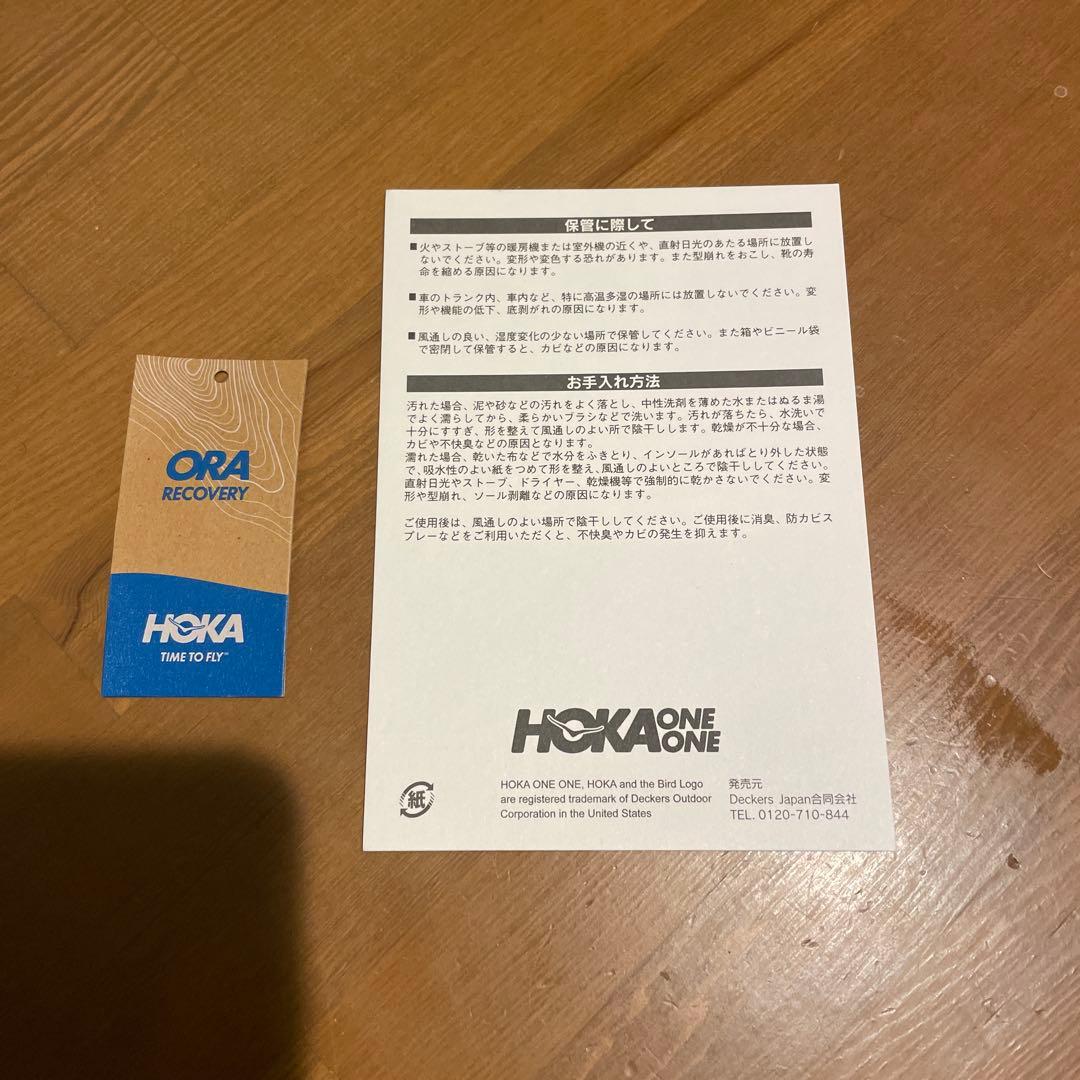 ORA
RECOVERY
HOKA
TIME TO FLY™
保管に際して
■火やストーブ等の暖房機または室外機の近くや、直射日光のあたる場所に放置し
ないでください。変形や変色する恐れがあります。また型崩れをおこし、靴の寿
命を縮める原因になります。
■車のトランク内、車内など、特に高温多湿の場所には放置しないでください。変
形や機能の低下、底剥がれの原因になります。
■風通しの良い、湿度変化の少ない場所で保管してください。また箱やビニール袋
で密閉して保管すると、カビなどの原因になります。
お手入れ方法
汚れた場合、泥や砂などの汚れをよく落とし、中性洗剤を薄めた水またはぬるま湯
でよく濡らしてから、柔らかいブラシなどで洗います。汚れが落ちたら、水洗いで
十分にすすぎ、形を整えて風通しのよい所で陰干しします。乾燥が不十分な場合、
カビや不快臭などの原因となります。
濡れた場合、乾いた布などで水分をふきとり、インソールがあればとり外した状態
で、吸水性のよい紙をつめて形を整え、風通しのよいところで陰干ししてください。
直射日光やストーブ、ドライヤー、乾燥機等で強制的に乾かさないでください。変
形や型崩れ、ソール剥離などの原因になります。
ご使用後は、風通しのよい場所で陰干ししてください。ご使用後に消臭、防カビス
プレーなどをご利用いただくと、不快臭やカビの発生を抑えます。
HOKA ONE ONE
紙
HOKA ONE ONE, HOKA and the Bird Logo
are registered trademark of Deckers Outdoor
Corporation in the United States
発売元
Deckers Japan合同会社
TEL. 0120-710-844